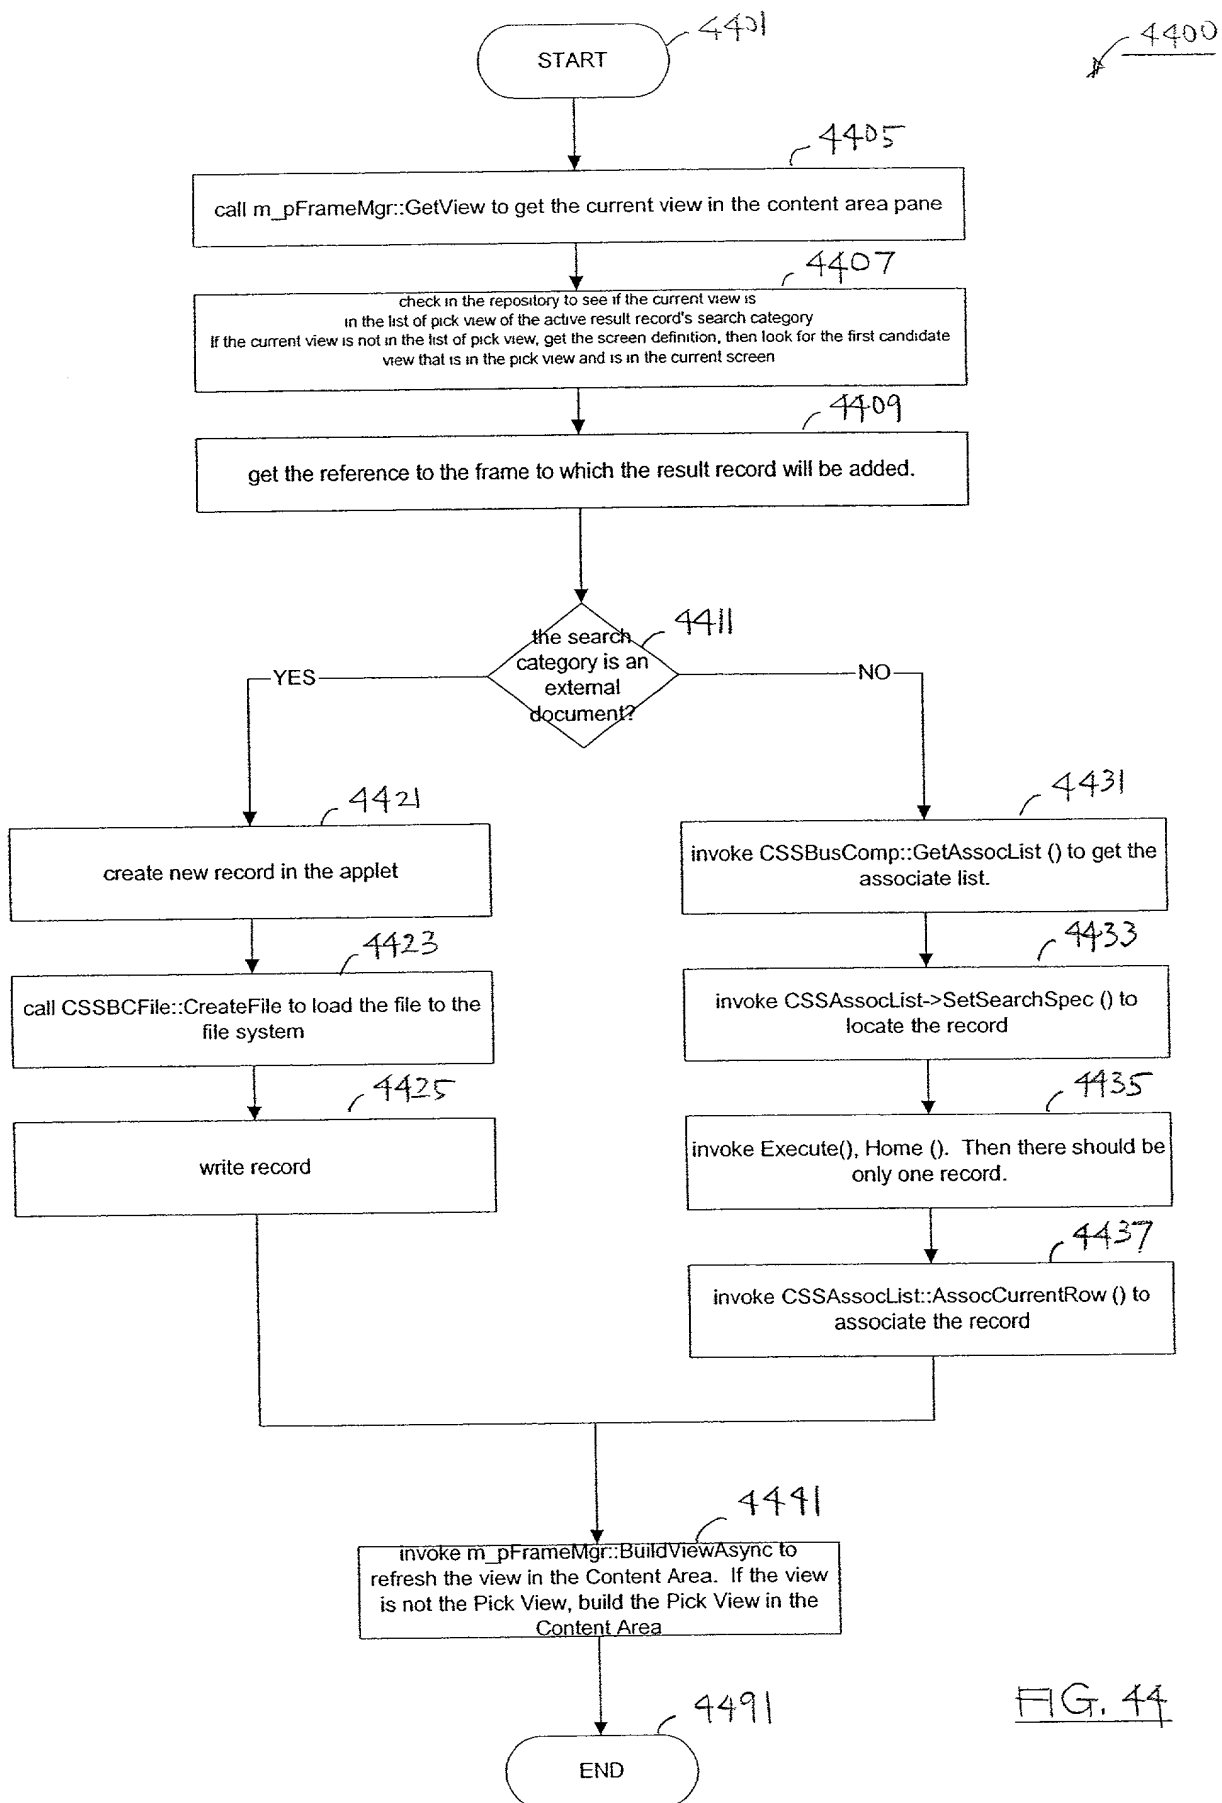 4401
START
4400
4405
call m_pFrameMgr::GetView to get the current view in the content area pane
4407
check in the repository to see if the current view is
in the list of pick view of the active result record's search category
If the current view is not in the list of pick view, get the screen definition, then look for the first candidate
view that is in the pick view and is in the current screen
4409
get the reference to the frame to which the result record will be added.
4411
the search
category is an
external
document?
YES
NO
4421
create new record in the applet
4423
call CSSBCFile::CreateFile to load the file to the
file system
4425
write record
4431
invoke CSSBusComp::GetAssocList () to get the
associate list.
4433
invoke CSSAssocList->SetSearchSpec () to
locate the record
4435
invoke Execute(), Home (). Then there should be
only one record.
4437
invoke CSSAssocList::AssocCurrentRow () to
associate the record
4441
invoke m_pFrameMgr::BuildViewAsync to
refresh the view in the Content Area. If the view
is not the Pick View, build the Pick View in the
Content Area
4491
END
FIG. 44